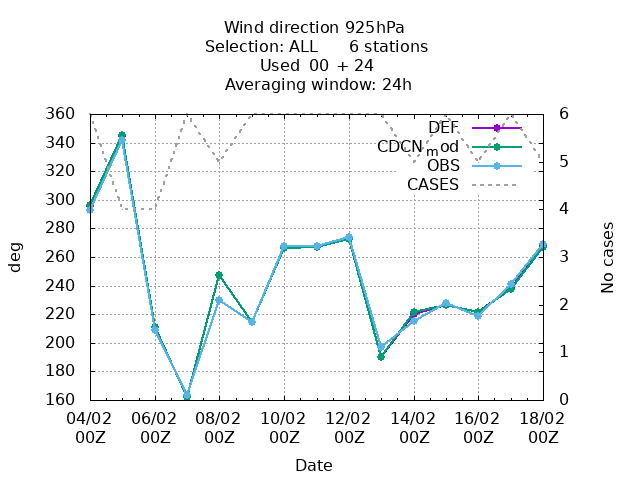 Wind direction 925hPa
Selection: ALL 6 stations
Used 00 + 24
Averaging window: 24h
360
340
320
300
280
260
240
220
200
180
160
6
5
4
3
2
1
0
deg
No cases
DEF
CDCNmod
OBS
CASES
04/02 06/02 08/02 10/02 12/02 14/02 16/02 18/02
00Z 00Z 00Z 00Z 00Z 00Z 00Z 00Z
Date